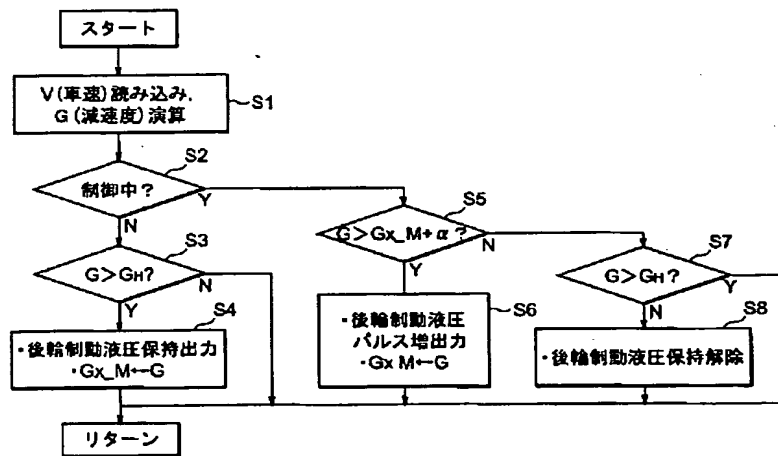 スタート
V(車速)読み込み,
G(減速度)演算
S1
制御中?
S2
Y
N
G>GH?
S3
N
Y
・後輪制動液圧保持出力
・Gx_M←G
S4
G>Gx_M+α?
S5
N
Y
・後輪制動液圧
パルス増出力
・Gx M←G
S6
G>GH?
S7
Y
N
・後輪制動液圧保持解除
S8
リターン